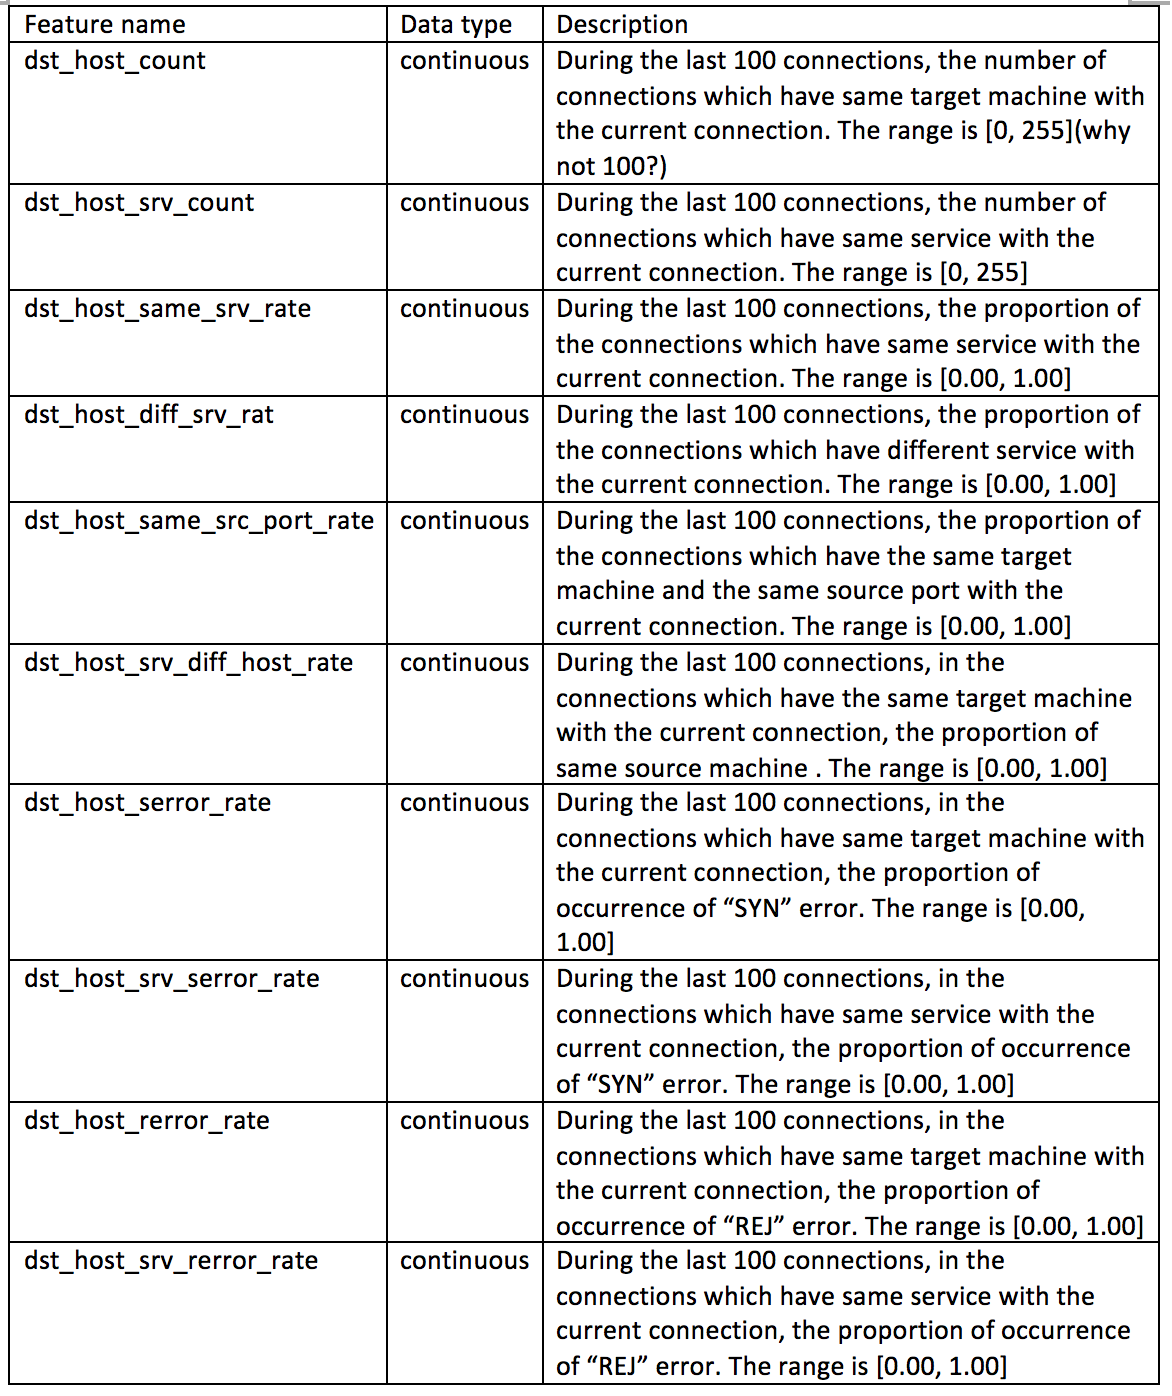 Feature name Data type Description
dst_host_count continuous During the last 100 connections, the number of
connections which have same target machine with
the current connection. The range is [0, 255](why
not 100?)
dst_host_srv_count continuous During the last 100 connections, the number of
connections which have same service with the
current connection. The range is [0, 255]
dst_host_same_srv_rate continuous During the last 100 connections, the proportion of
the connections which have same service with the
current connection. The range is [0.00, 1.00]
dst_host_diff_srv_rat continuous During the last 100 connections, the proportion of
the connections which have different service with
the current connection. The range is [0.00, 1.00]
dst_host_same_src_port_rate continuous During the last 100 connections, the proportion of
the connections which have the same target
machine and the same source port with the
current connection. The range is [0.00, 1.00]
dst_host_srv_diff_host_rate continuous During the last 100 connections, in the
connections which have the same target machine
with the current connection, the proportion of
same source machine . The range is [0.00, 1.00]
dst_host_serror_rate continuous During the last 100 connections, in the
connections which have same target machine with
the current connection, the proportion of
occurrence of “SYN” error. The range is [0.00,
1.00]
dst_host_srv_serror_rate continuous During the last 100 connections, in the
connections which have same service with the
current connection, the proportion of occurrence
of “SYN” error. The range is [0.00, 1.00]
dst_host_rerror_rate continuous During the last 100 connections, in the
connections which have same target machine with
the current connection, the proportion of
occurrence of “REJ” error. The range is [0.00, 1.00]
dst_host_srv_rerror_rate continuous During the last 100 connections, in the
connections which have same service with the
current connection, the proportion of occurrence
of “REJ” error. The range is [0.00, 1.00]